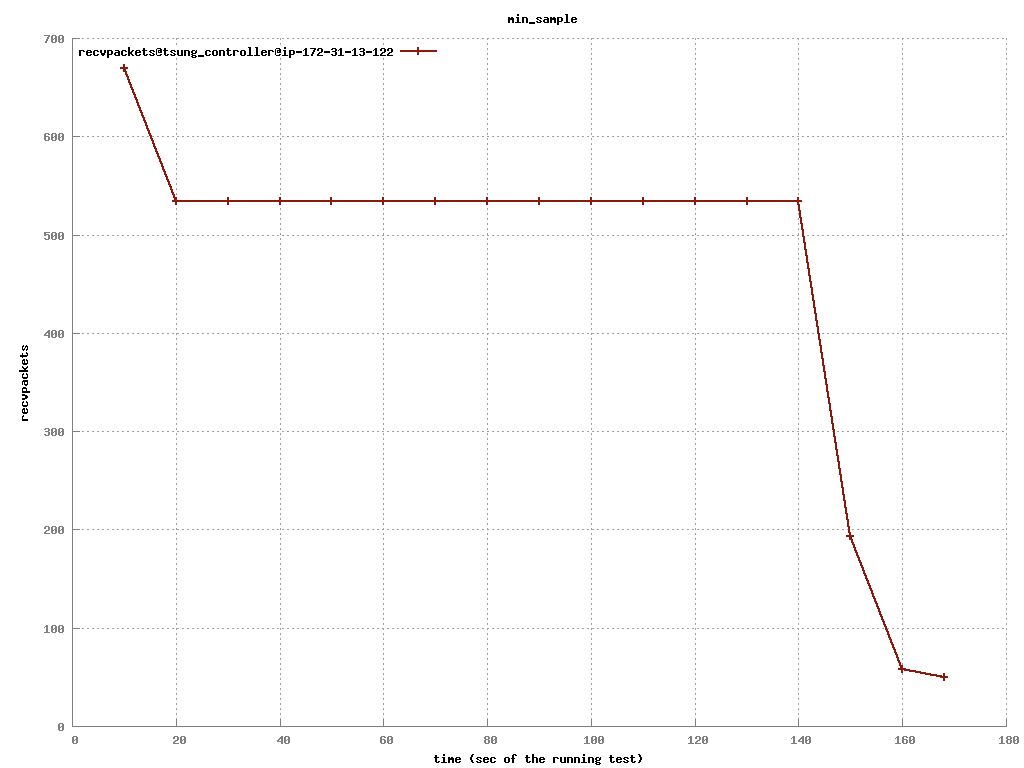 min_sample
700
recvpackets@tsung_controller@ip-172-31-13-122
600
500
400
recvpackets
300
200
100
0
0 20 40 60 80 100 120 140 160 180
time (sec of the running test)